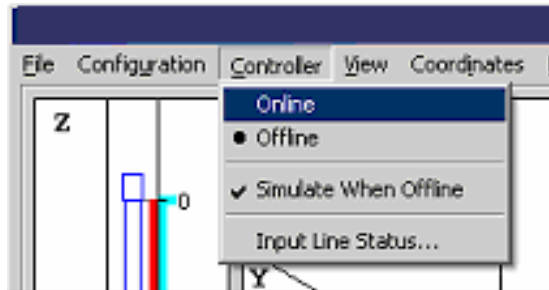 File Configuration Controller View Coordinates
Online
Z
Offline
0
Simulate When Offline
Input Line Status...
Y